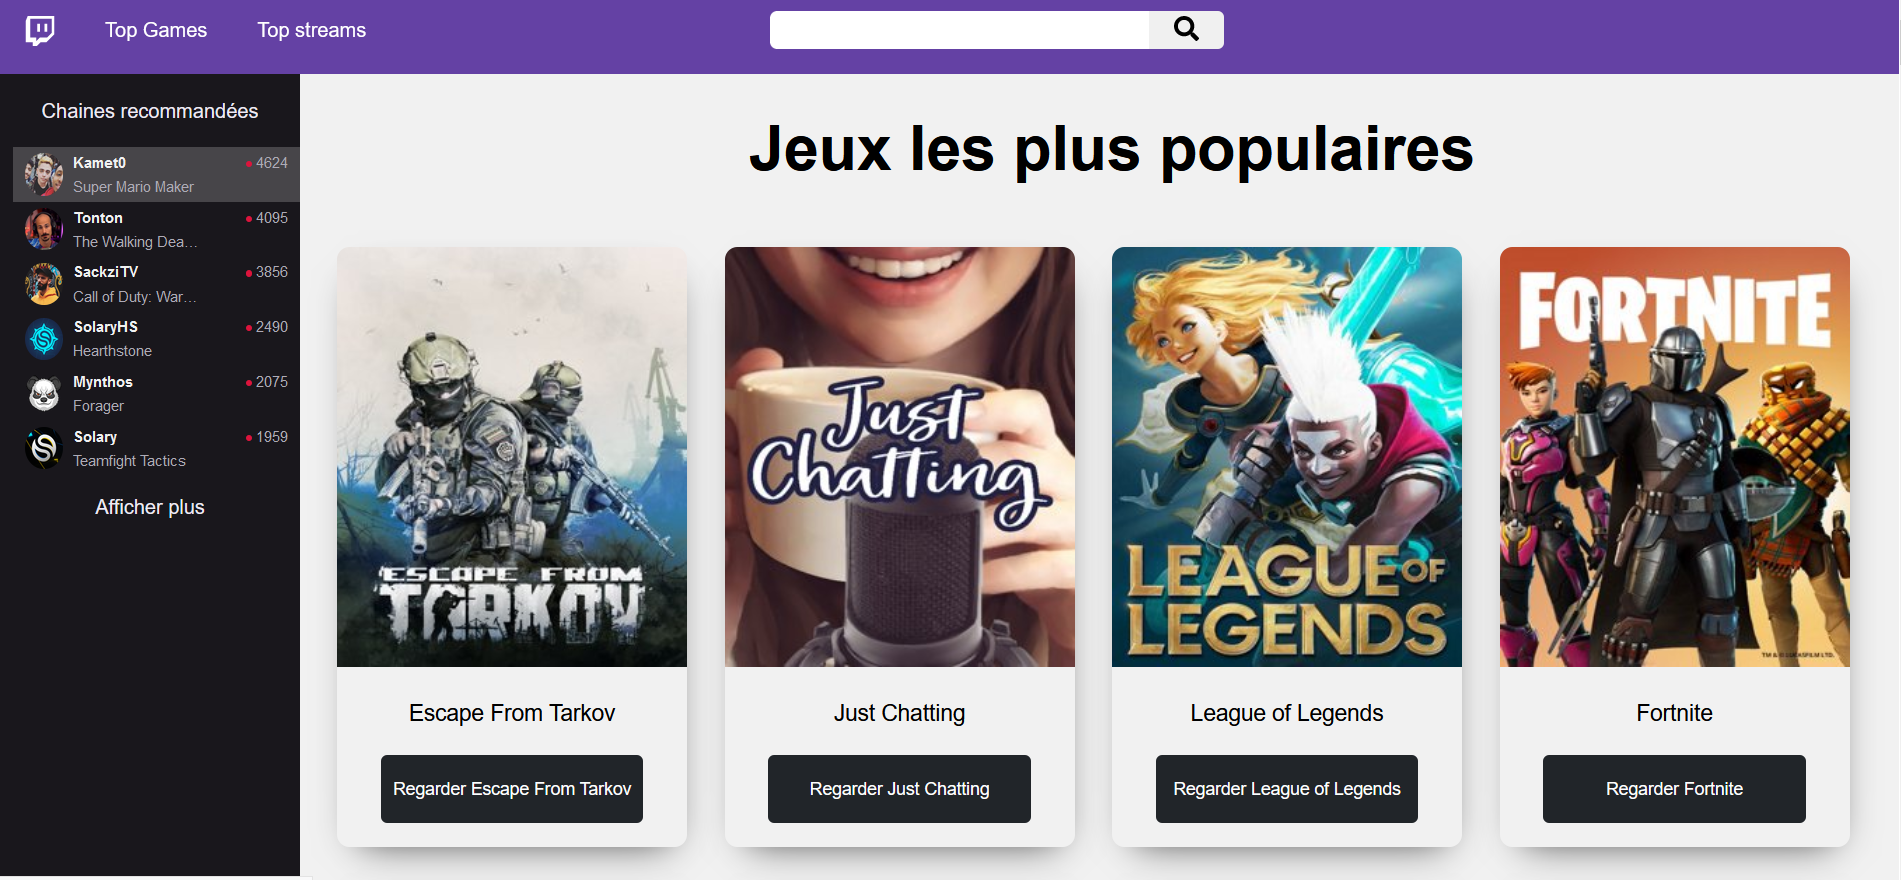 Top Games
Top streams
Chaines recommandées
Kamet0
4624
Super Mario Maker
Tonton
4095
The Walking Dea...
SackziTV
3856
Call of Duty: War...
SolaryHS
2490
Hearthstone
Mynthos
2075
Forager
Solary
1959
Teamfight Tactics
Afficher plus
Jeux les plus populaires
ESCAPE FROM
TARKOV
Escape From Tarkov
Regarder Escape From Tarkov
Just
Chatting
Just Chatting
Regarder Just Chatting
LEAGUE OF
LEGENDS
League of Legends
Regarder League of Legends
FORTNITE
TM & © LUCASFILM LTD.
Fortnite
Regarder Fortnite